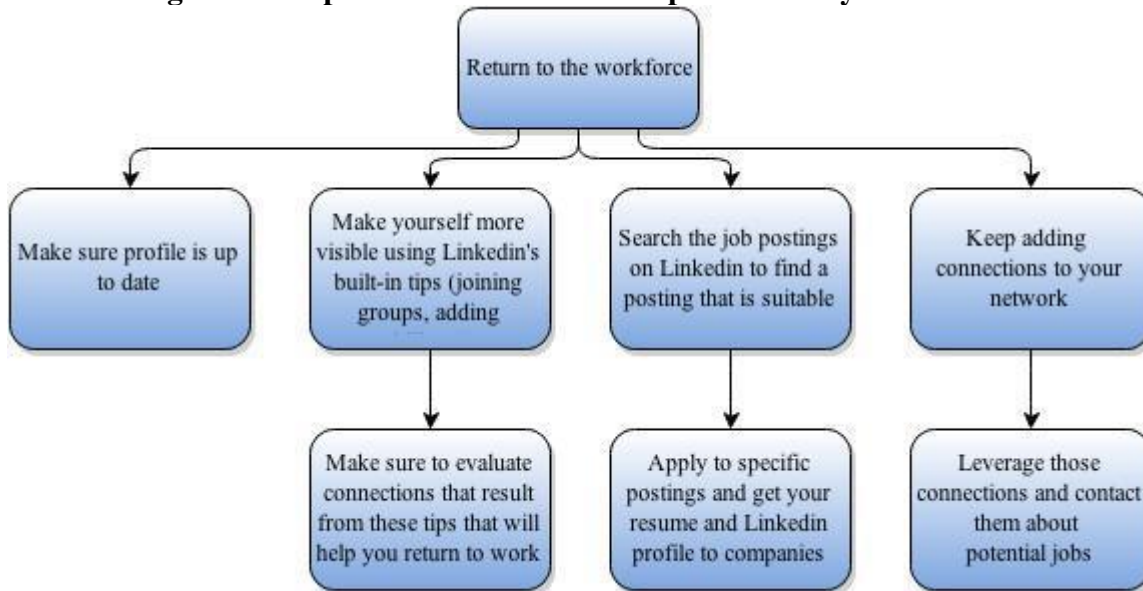 Return to the workforce
Make sure profile is up
to date
Make yourself more
visible using Linkedin's
built-in tips (joining
groups, adding
Search the job postings
on Linkedin to find a
posting that is suitable
Keep adding
connections to your
network
Make sure to evaluate
connections that result
from these tips that will
help you return to work
Apply to specific
postings and get your
resume and Linkedin
profile to companies
Leverage those
connections and contact
them about
potential jobs